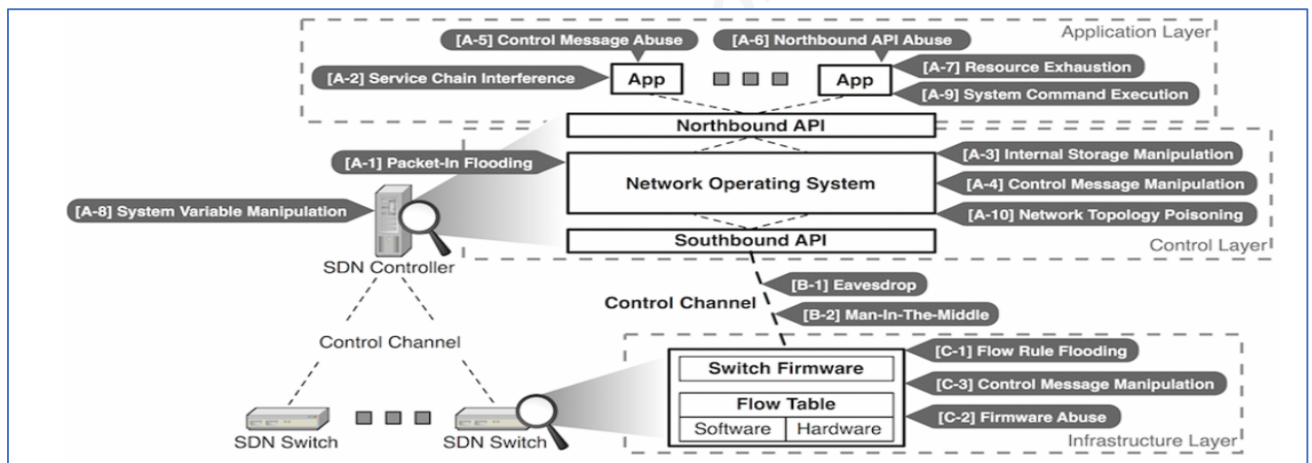 Application Layer
[A-5] Control Message Abuse
[A-6] Northbound API Abuse
[A-2] Service Chain Interference
App
App
[A-7] Resource Exhaustion
[A-9] System Command Execution
Northbound API
[A-1] Packet-In Flooding
Network Operating System
[A-3] Internal Storage Manipulation
[A-4] Control Message Manipulation
[A-8] System Variable Manipulation
[A-10] Network Topology Poisoning
Southbound API
Control Layer
SDN Controller
[B-1] Eavesdrop
Control Channel
[B-2] Man-In-The-Middle
Control Channel
[C-1] Flow Rule Flooding
Switch Firmware
[C-3] Control Message Manipulation
Flow Table
[C-2] Firmware Abuse
Software
Hardware
SDN Switch
SDN Switch
Infrastructure Layer